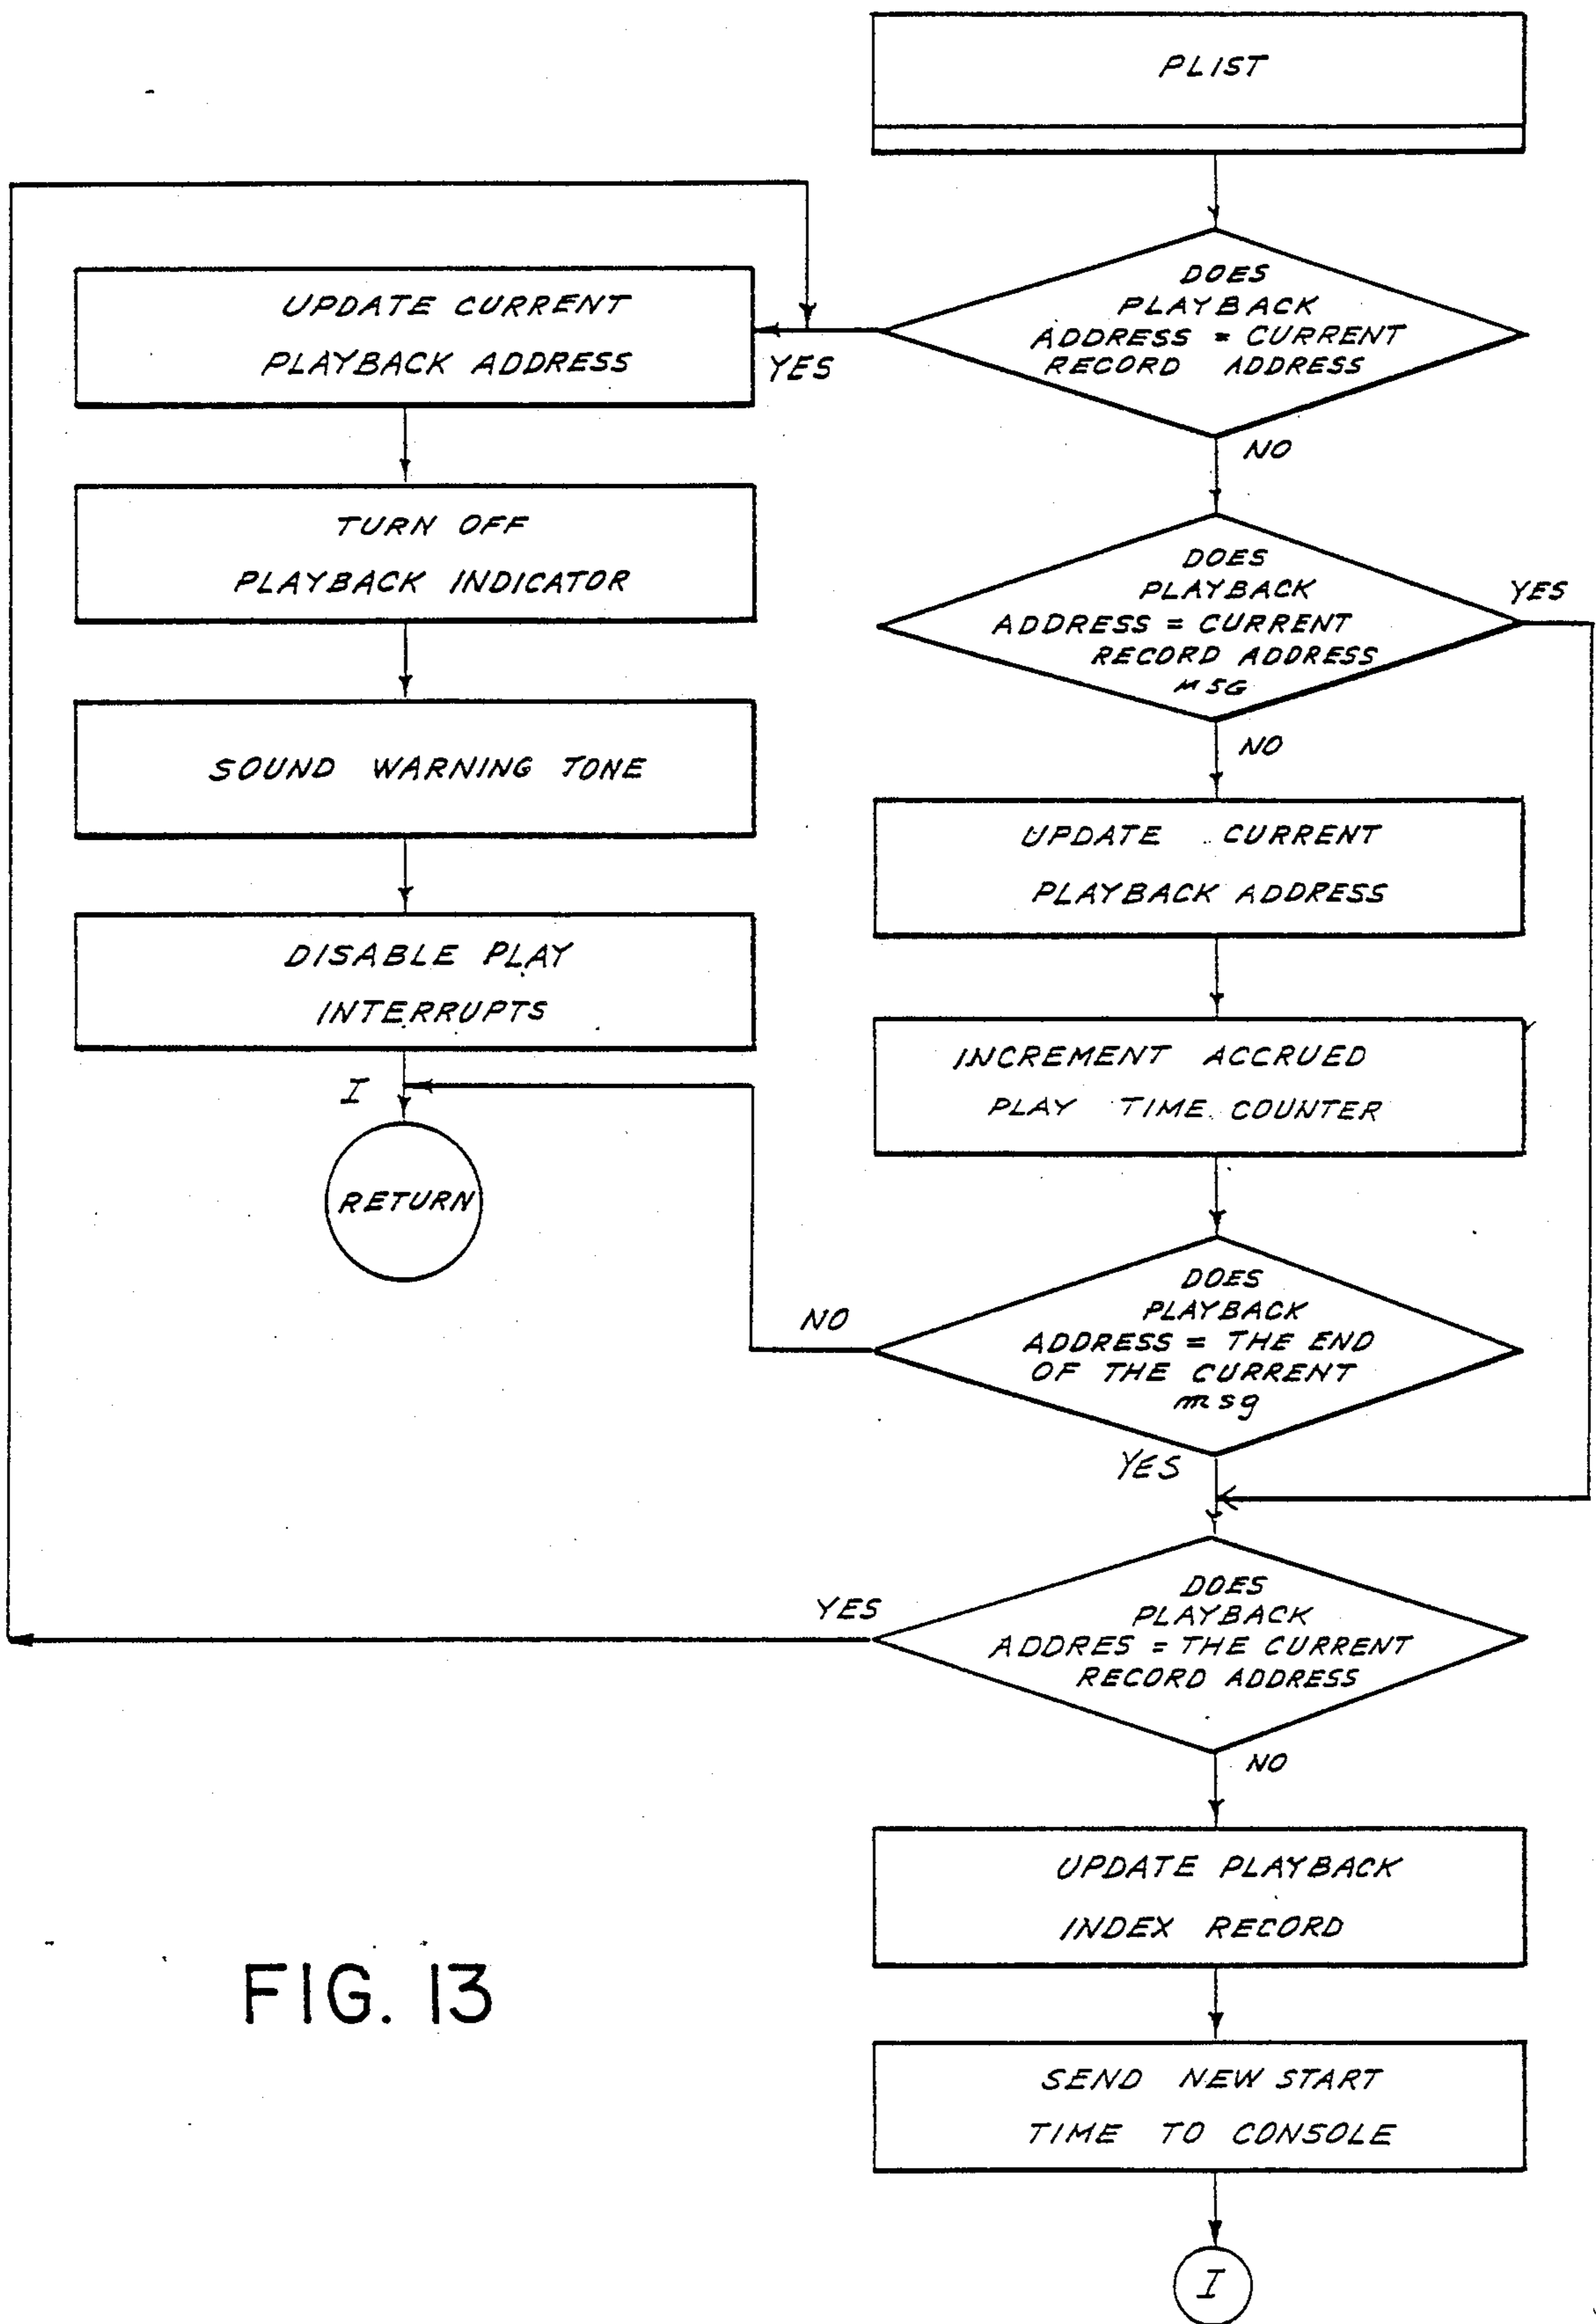 PLIST
DOES
PLAYBACK
ADDRESS = CURRENT
RECORD ADDRESS
YES
NO
UPDATE CURRENT
PLAYBACK ADDRESS
TURN OFF
PLAYBACK INDICATOR
SOUND WARNING TONE
DISABLE PLAY
INTERRUPTS
I
RETURN
DOES
PLAYBACK
ADDRESS = CURRENT
RECORD ADDRESS
MSG
YES
NO
UPDATE CURRENT
PLAYBACK ADDRESS
INCREMENT ACCRUED
PLAY TIME COUNTER
DOES
PLAYBACK
ADDRESS = THE END
OF THE CURRENT
msg
NO
YES
DOES
PLAYBACK
ADDRES = THE CURRENT
RECORD ADDRESS
YES
NO
UPDATE PLAYBACK
INDEX RECORD
SEND NEW START
TIME TO CONSOLE
I
FIG. 13